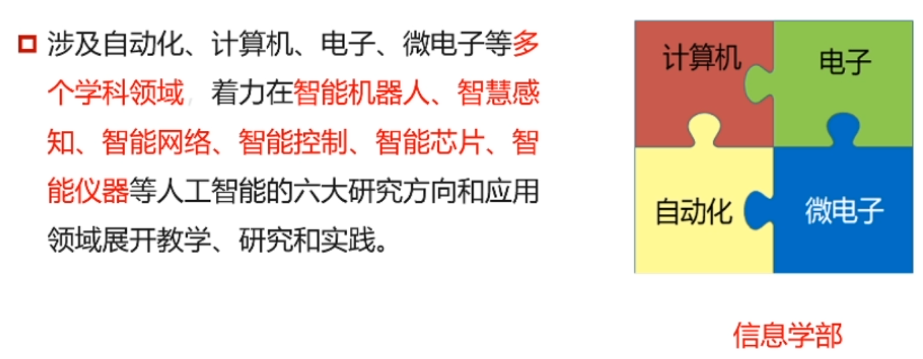 涉及自动化、计算机、电子、微电子等多
个学科领域，着力在智能机器人、智慧感
知、智能网络、智能控制、智能芯片、智
能仪器等人工智能的六大研究方向和应用
领域展开教学、研究和实践。
计算机
电子
自动化
微电子
信息学部